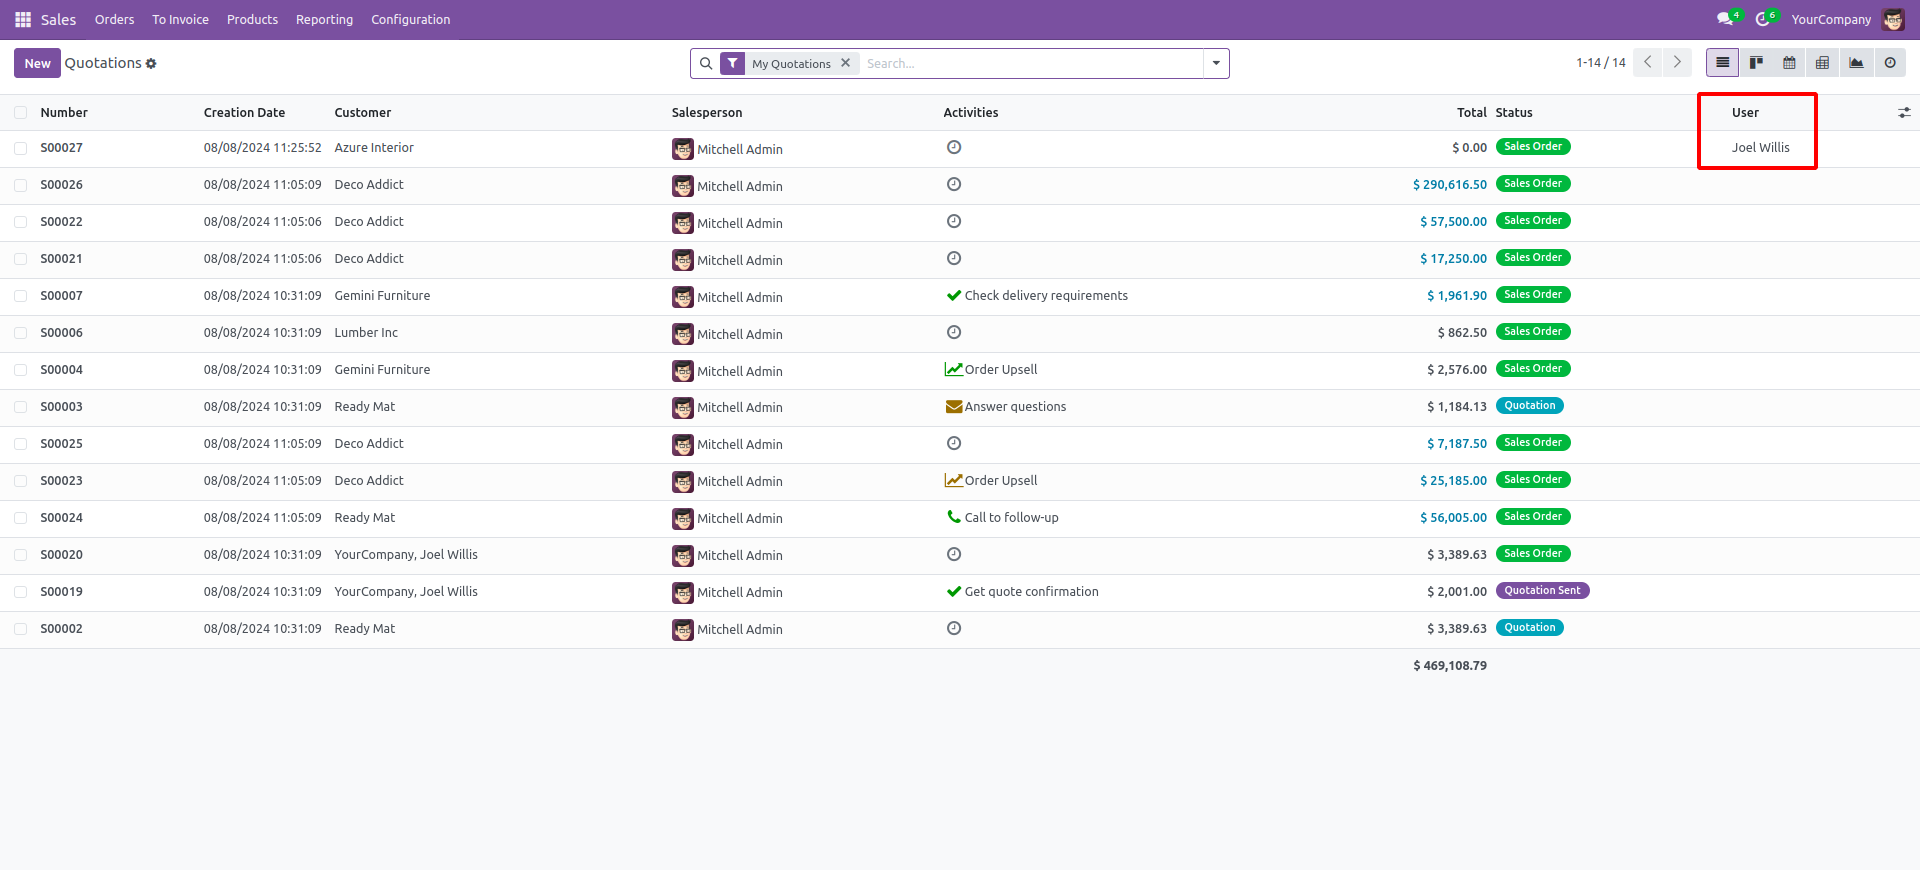 Sales Orders To Invoice Products Reporting Configuration 4 6 YourCompany
New Quotations My Quotations Search... 1-14 / 14
Number Creation Date Customer Salesperson Activities Total Status User
S00027 08/08/2024 11:25:52 Azure Interior Mitchell Admin $ 0.00 Sales Order Joel Willis
S00026 08/08/2024 11:05:09 Deco Addict Mitchell Admin $ 290,616.50 Sales Order
S00022 08/08/2024 11:05:06 Deco Addict Mitchell Admin $ 57,500.00 Sales Order
S00021 08/08/2024 11:05:06 Deco Addict Mitchell Admin $ 17,250.00 Sales Order
S00007 08/08/2024 10:31:09 Gemini Furniture Mitchell Admin Check delivery requirements $ 1,961.90 Sales Order
S00006 08/08/2024 10:31:09 Lumber Inc Mitchell Admin $ 862.50 Sales Order
S00004 08/08/2024 10:31:09 Gemini Furniture Mitchell Admin Order Upsell $ 2,576.00 Sales Order
S00003 08/08/2024 10:31:09 Ready Mat Mitchell Admin Answer questions $ 1,184.13 Quotation
S00025 08/08/2024 11:05:09 Deco Addict Mitchell Admin $ 7,187.50 Sales Order
S00023 08/08/2024 11:05:09 Deco Addict Mitchell Admin Order Upsell $ 25,185.00 Sales Order
S00024 08/08/2024 11:05:09 Ready Mat Mitchell Admin Call to follow-up $ 56,005.00 Sales Order
S00020 08/08/2024 10:31:09 YourCompany, Joel Willis Mitchell Admin $ 3,389.63 Sales Order
S00019 08/08/2024 10:31:09 YourCompany, Joel Willis Mitchell Admin Get quote confirmation $ 2,001.00 Quotation Sent
S00002 08/08/2024 10:31:09 Ready Mat Mitchell Admin $ 3,389.63 Quotation
$ 469,108.79